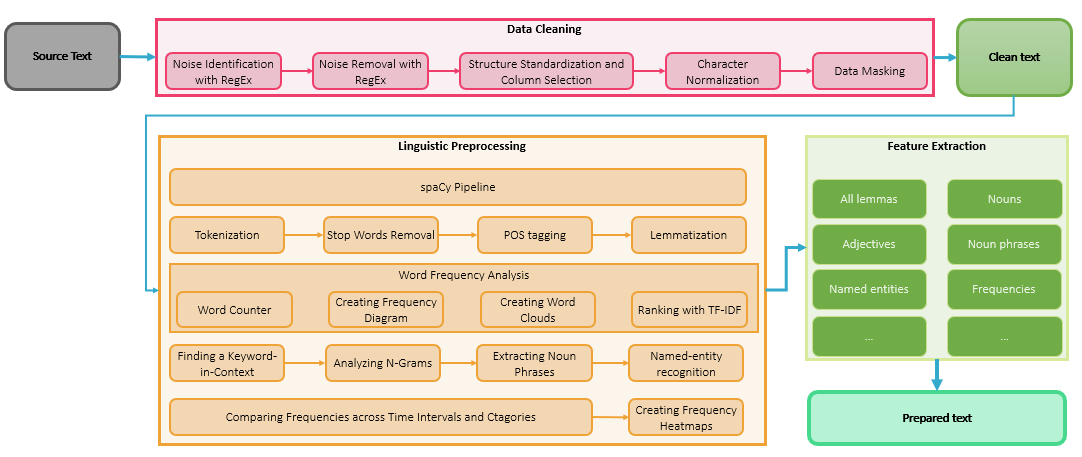 Data Cleaning
Source Text
Noise Identification
with RegEx
Noise Removal with
RegEx
Structure Standardization and
Column Selection
Character
Normalization
Data Masking
Clean text
Linguistic Preprocessing
spaCy Pipeline
Tokenization
Stop Words Removal
POS tagging
Lemmatization
Word Frequency Analysis
Word Counter
Creating Frequency
Diagram
Creating Word
Clouds
Ranking with TF-IDF
Finding a Keyword-
in-Context
Analyzing N-Grams
Extracting Noun
Phrases
Named-entity
recognition
Comparing Frequencies across Time Intervals and Ctagories
Creating Frequency
Heatmaps
Feature Extraction
All lemmas
Nouns
Adjectives
Noun phrases
Named entities
Frequencies
...
...
Prepared text